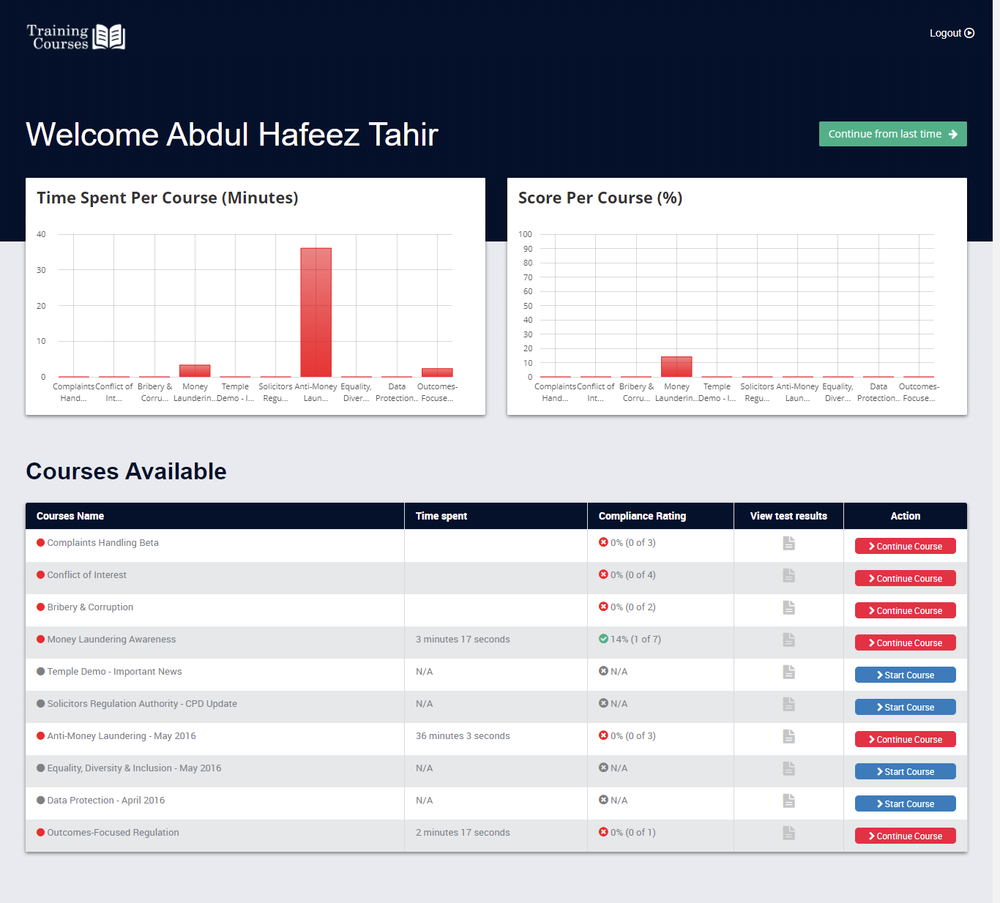 Training
Courses
Logout
Welcome Abdul Hafeez Tahir
Continue from last time
Time Spent Per Course (Minutes)
40
30
20
10
0
Complaints Conflict of Bribery & Money Temple Solicitors Anti-Money Equality, Data Outcomes-
Hand... Int... Corru... Launderin... Demo - I... Regu... Laun... Diver... Protection.. Focuse...
Score Per Course (%)
100
90
80
70
60
50
40
30
20
10
0
Complaints Conflict of Bribery & Money Temple Solicitors Anti-Money Equality, Data Outcomes-
Hand... Int... Corru... Launderin... Demo - I... Regu... Laun... Diver... Protection.. Focuse...
Courses Available
Courses Name Time spent Compliance Rating View test results Action
Complaints Handling Beta 0% (0 of 3) Continue Course
Conflict of Interest 0% (0 of 4) Continue Course
Bribery & Corruption 0% (0 of 2) Continue Course
Money Laundering Awareness 3 minutes 17 seconds 14% (1 of 7) Continue Course
Temple Demo - Important News N/A N/A Start Course
Solicitors Regulation Authority - CPD Update N/A N/A Start Course
Anti-Money Laundering - May 2016 36 minutes 3 seconds 0% (0 of 3) Continue Course
Equality, Diversity & Inclusion - May 2016 N/A N/A Start Course
Data Protection - April 2016 N/A N/A Start Course
Outcomes-Focused Regulation 2 minutes 17 seconds 0% (0 of 1) Continue Course